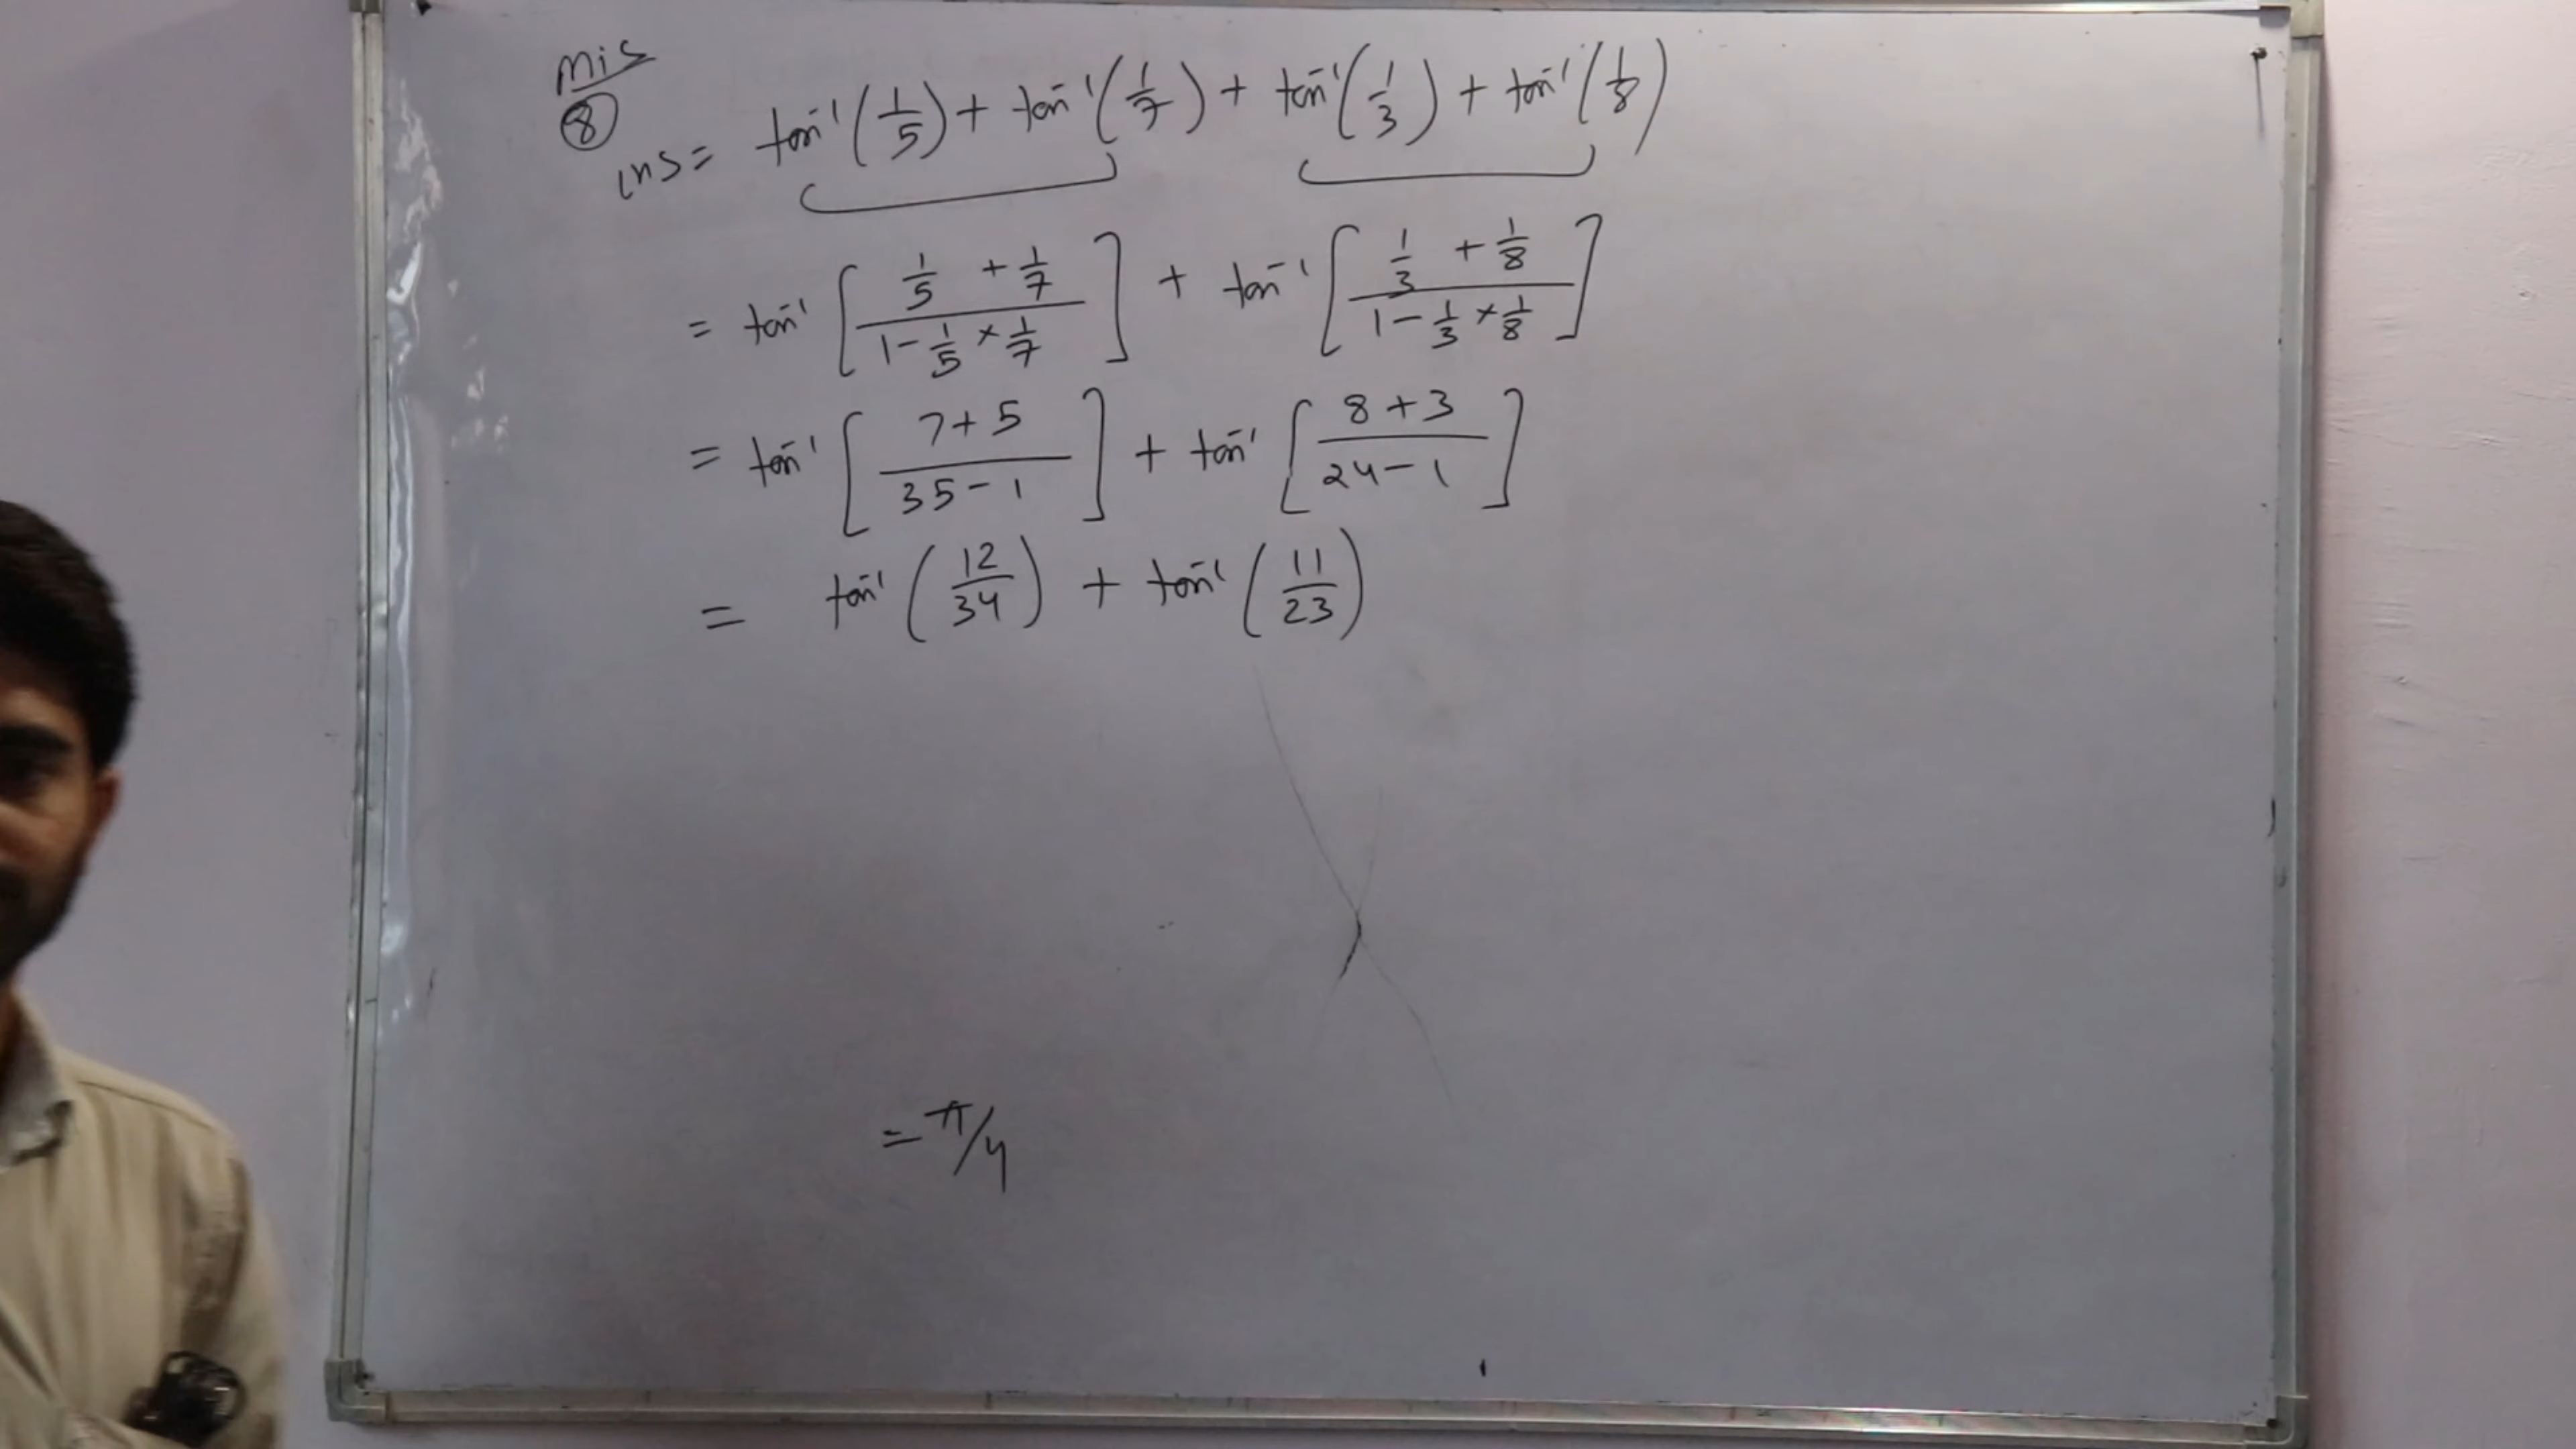 Mis
⑧
LHS = tan⁻¹(1/5) + tan⁻¹(1/7) + tan⁻¹(1/3) + tan⁻¹(1/8)
= tan⁻¹[(1/5 + 1/7)/(1 - 1/5 × 1/7)] + tan⁻¹[(1/3 + 1/8)/(1 - 1/3 × 1/8)]
= tan⁻¹[(7+5)/(35-1)] + tan⁻¹[(8+3)/(24-1)]
= tan⁻¹(12/34) + tan⁻¹(11/23)
= π/4